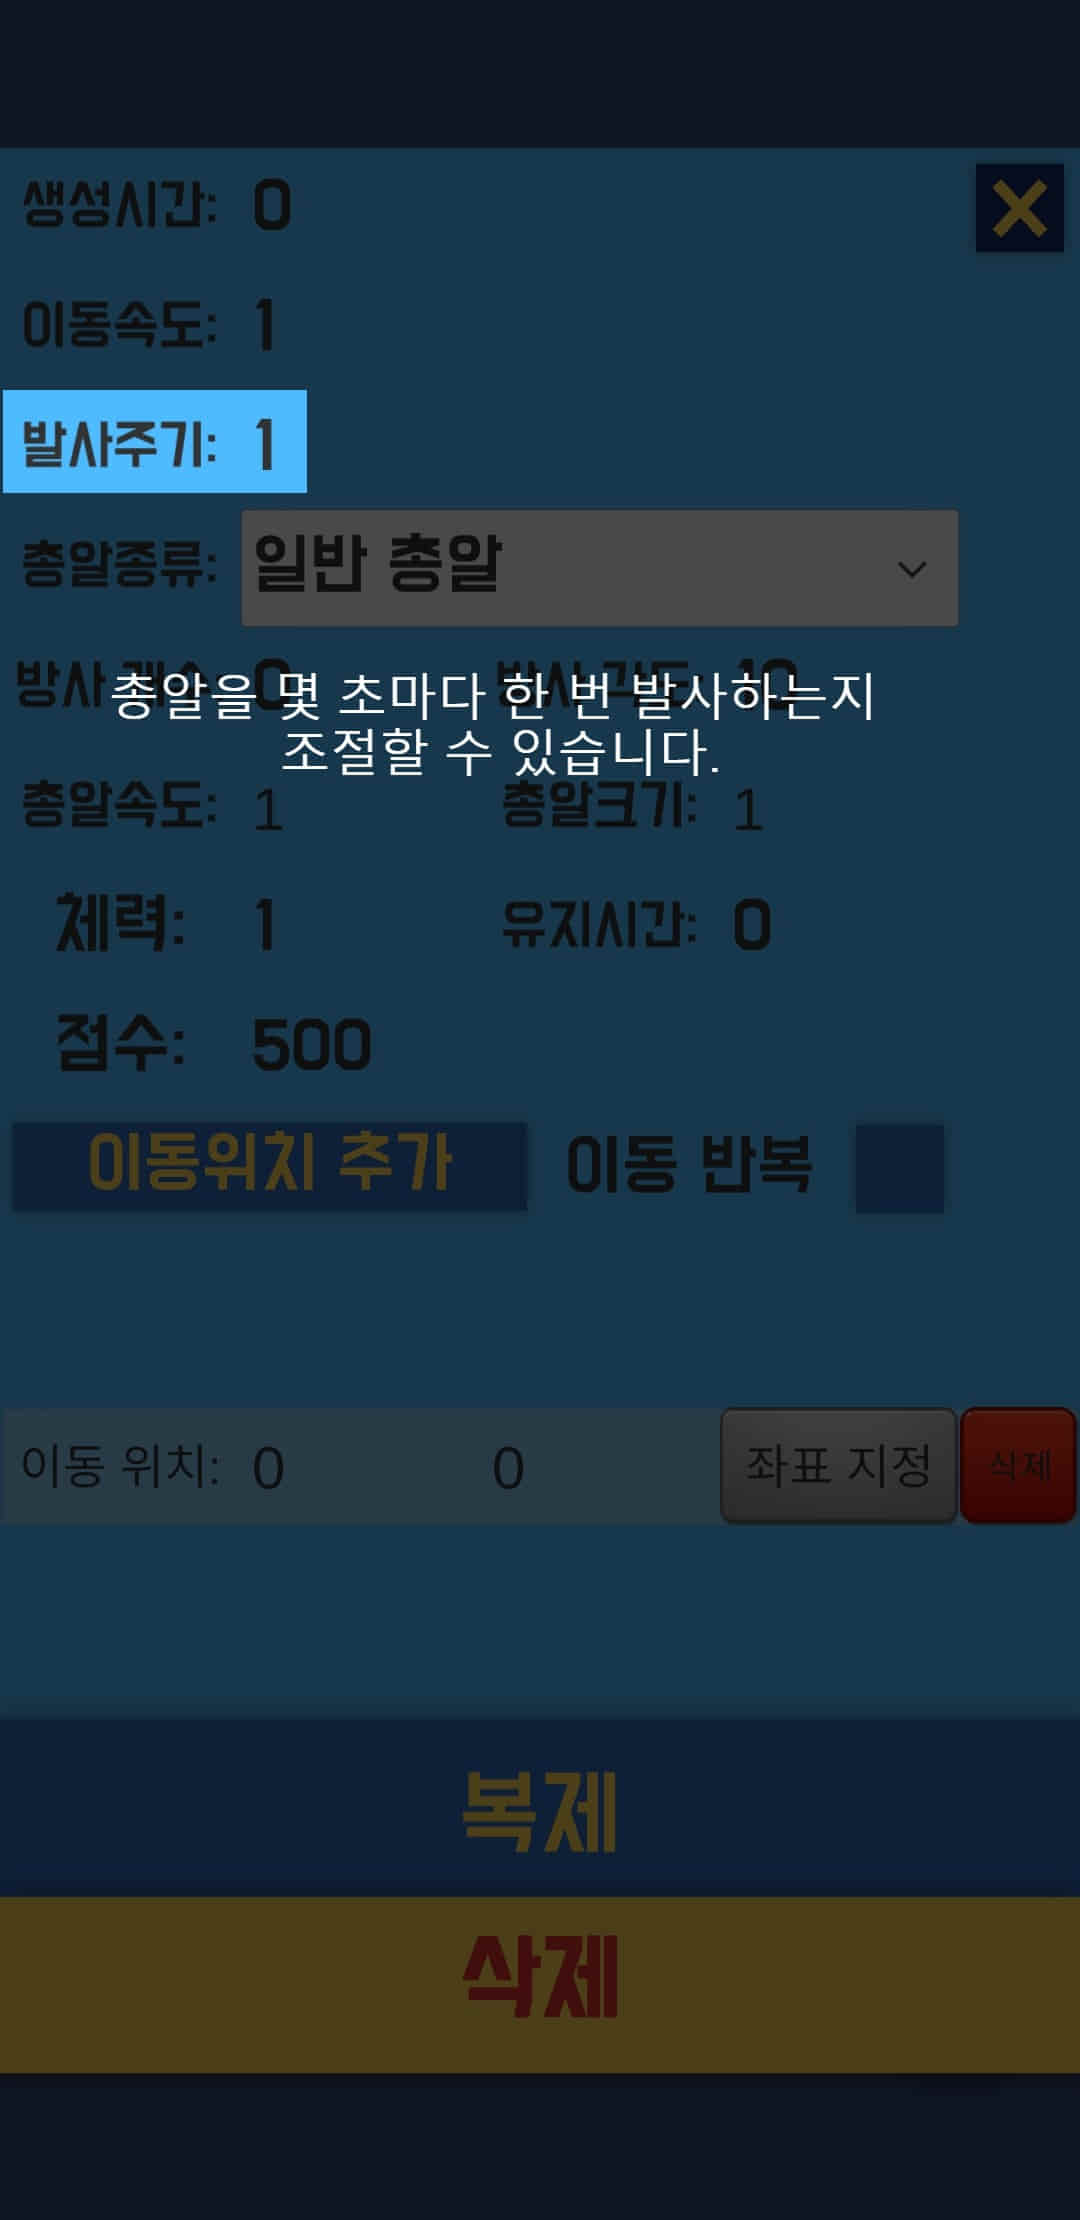 생성시간: 0
이동속도: 1
발사주기: 1
총알종류: 일반 총알
방사 개수: 0 방사 각도: 10
총알을 몇 초마다 한 번 발사하는지
조절할 수 있습니다.
총알속도: 1 총알크기: 1
체력: 1 유지시간: 0
점수: 500
이동위치 추가 이동 반복
이동 위치: 0 0 좌표 지정 삭제
복제
삭제